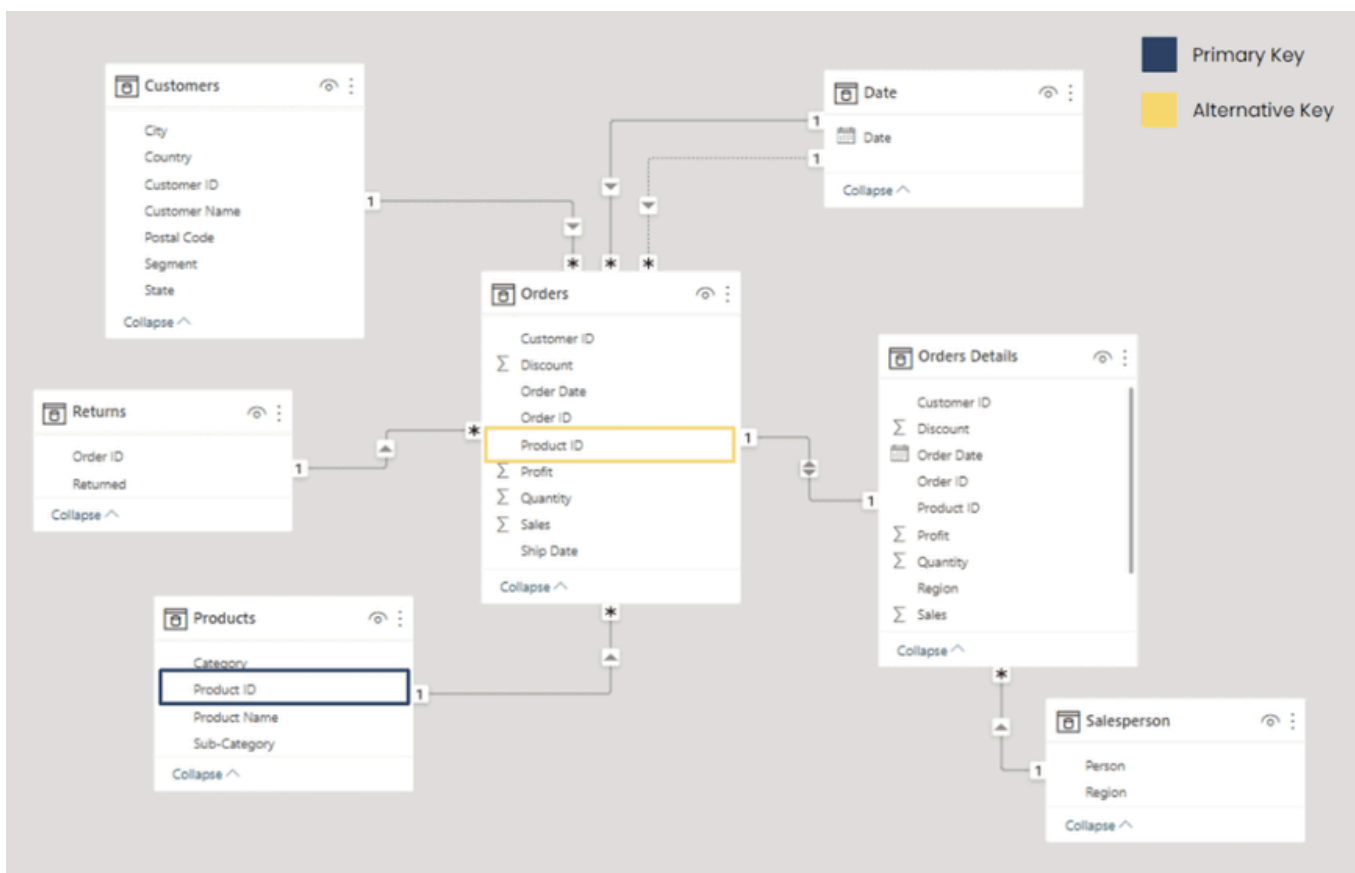 Primary Key
Alternative Key
Customers
City
Country
Customer ID
Customer Name
Postal Code
Segment
State
Collapse
Date
1
Date
1
Collapse
1
* * *
Orders
Customer ID
Σ Discount
Order Date
Order ID
Product ID
Σ Profit
Σ Quantity
Σ Sales
Ship Date
Collapse
*
1
*
Returns
Order ID
Returned
1
Collapse
Orders Details
Customer ID
Σ Discount
Order Date
Order ID
1
Product ID
Σ Profit
Σ Quantity
Region
Σ Sales
Collapse
*
Products
Category
Product ID
1
Product Name
Sub-Category
Collapse
Salesperson
Person
1
Region
Collapse